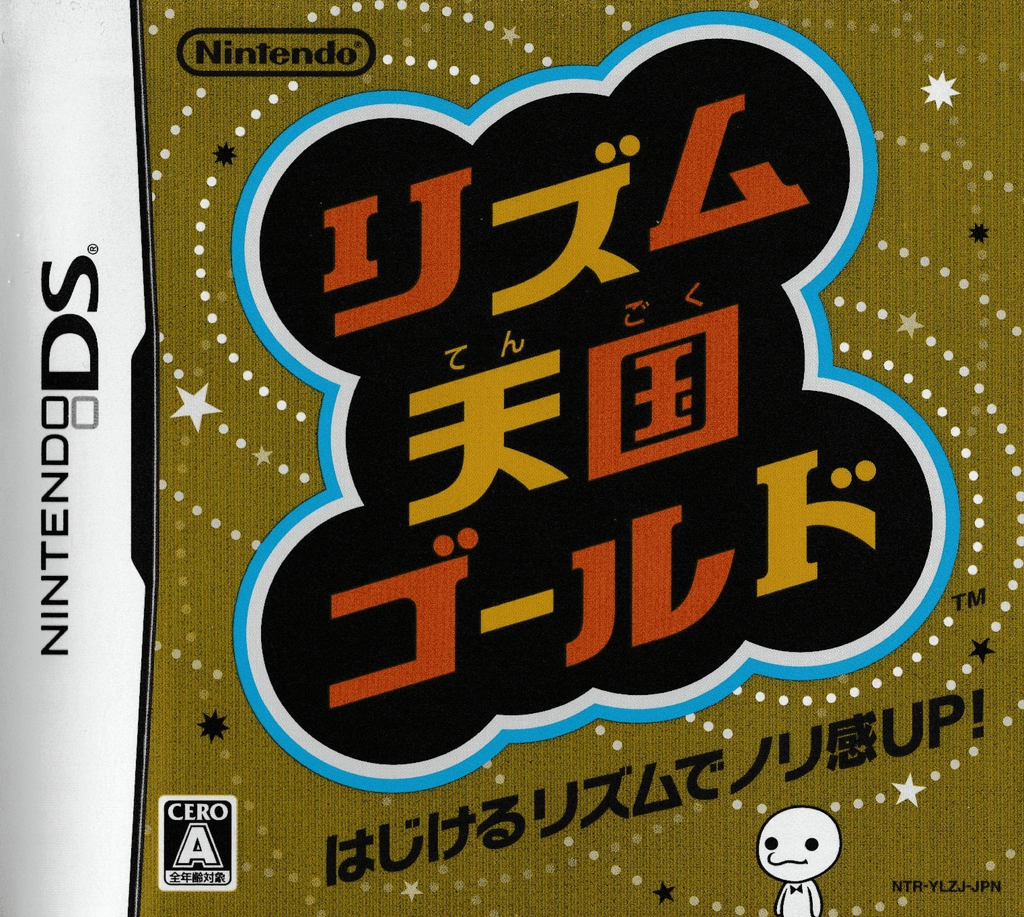 Nintendo®
NINTENDO DS®
リズム
てんごく
天国
ゴールド
TM
はじけるリズムでノリ感UP!
CERO
A
全年齢対象
NTR-YLZJ-JPN